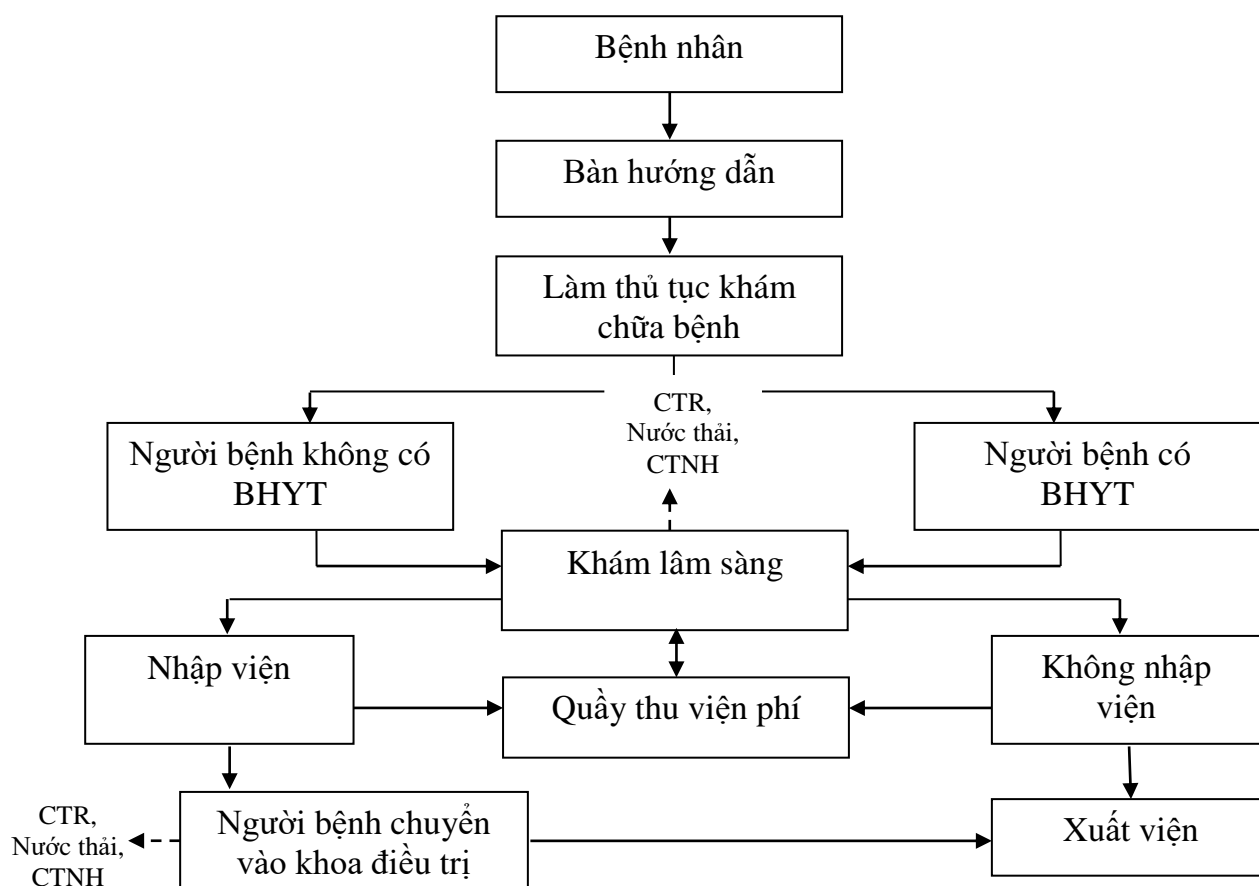 Bệnh nhân
Bàn hướng dẫn
Làm thủ tục khám
chữa bệnh
CTR,
Nước thải,
CTNH
Người bệnh không có
BHYT
Người bệnh có
BHYT
Khám lâm sàng
Nhập viện
Quầy thu viện phí
Không nhập
viện
CTR,
Nước thải,
CTNH
Người bệnh chuyển
vào khoa điều trị
Xuất viện